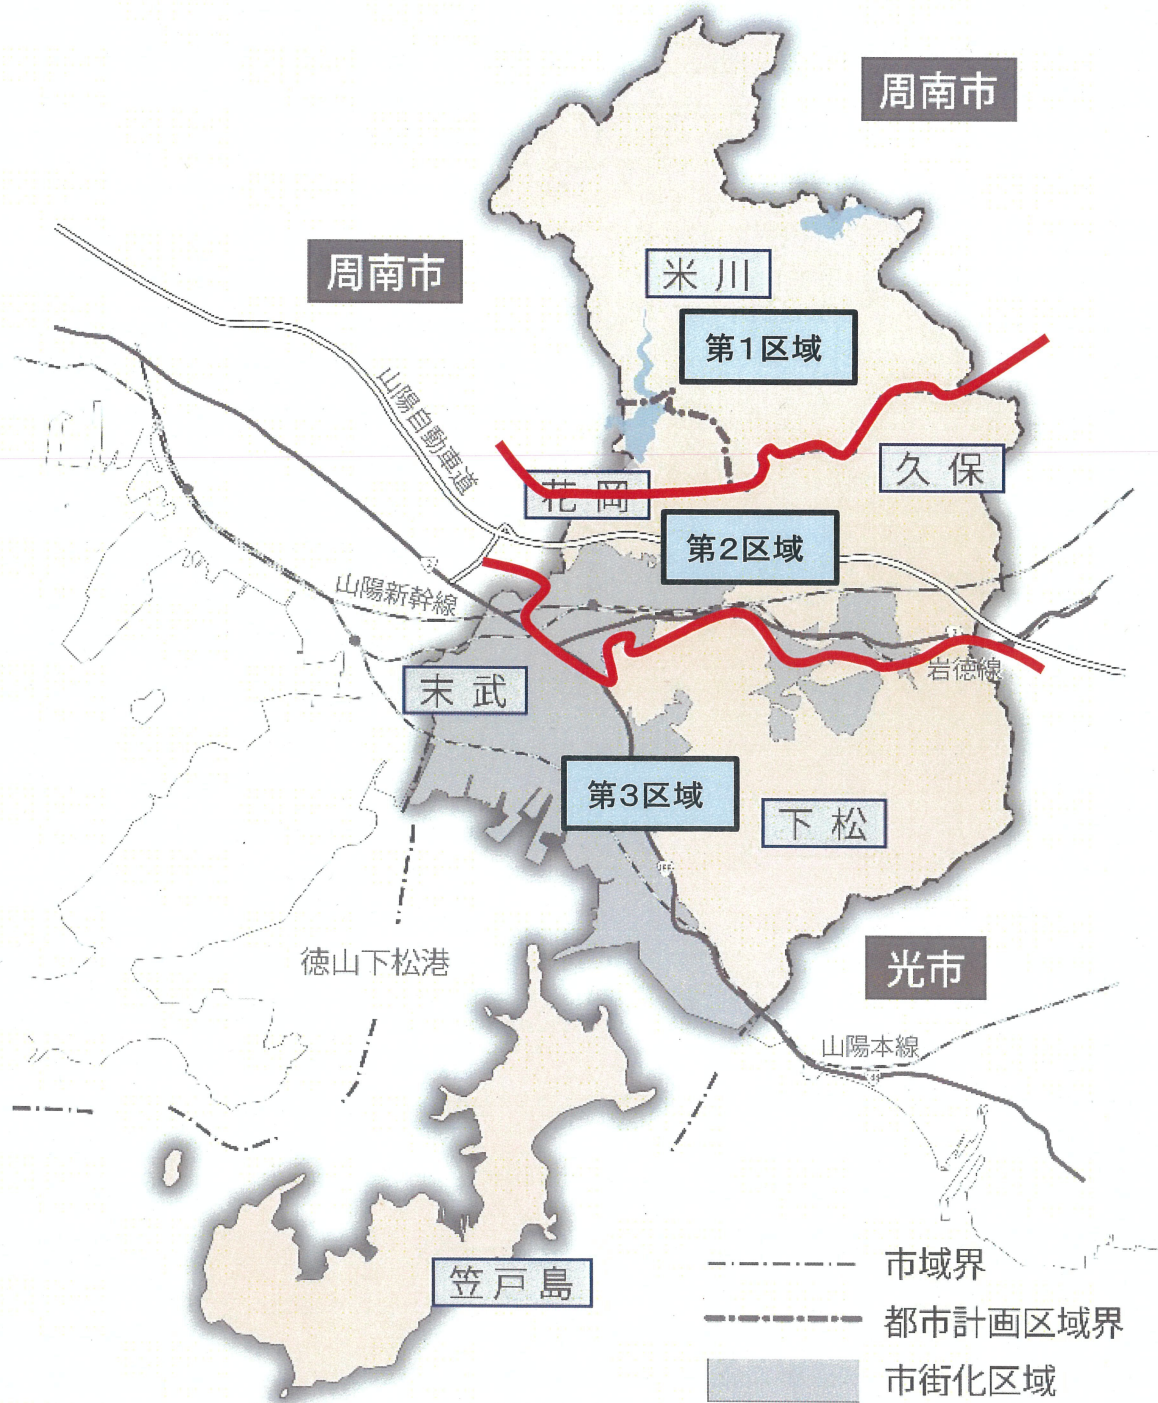 周南市
周南市
米川
第1区域
山陽自動車道
久保
花岡
第2区域
山陽新幹線
岩徳線
末武
第3区域
下松
徳山下松港
光市
山陽本線
笠戸島
市域界
都市計画区域界
市街化区域